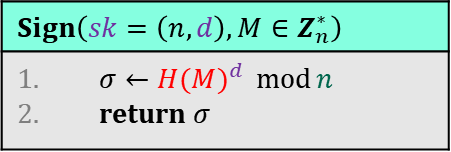 Sign(sk = (n, d), M ∈ Z*ₙ)
1. σ ← H(M)ᵈ mod n
2. return σ